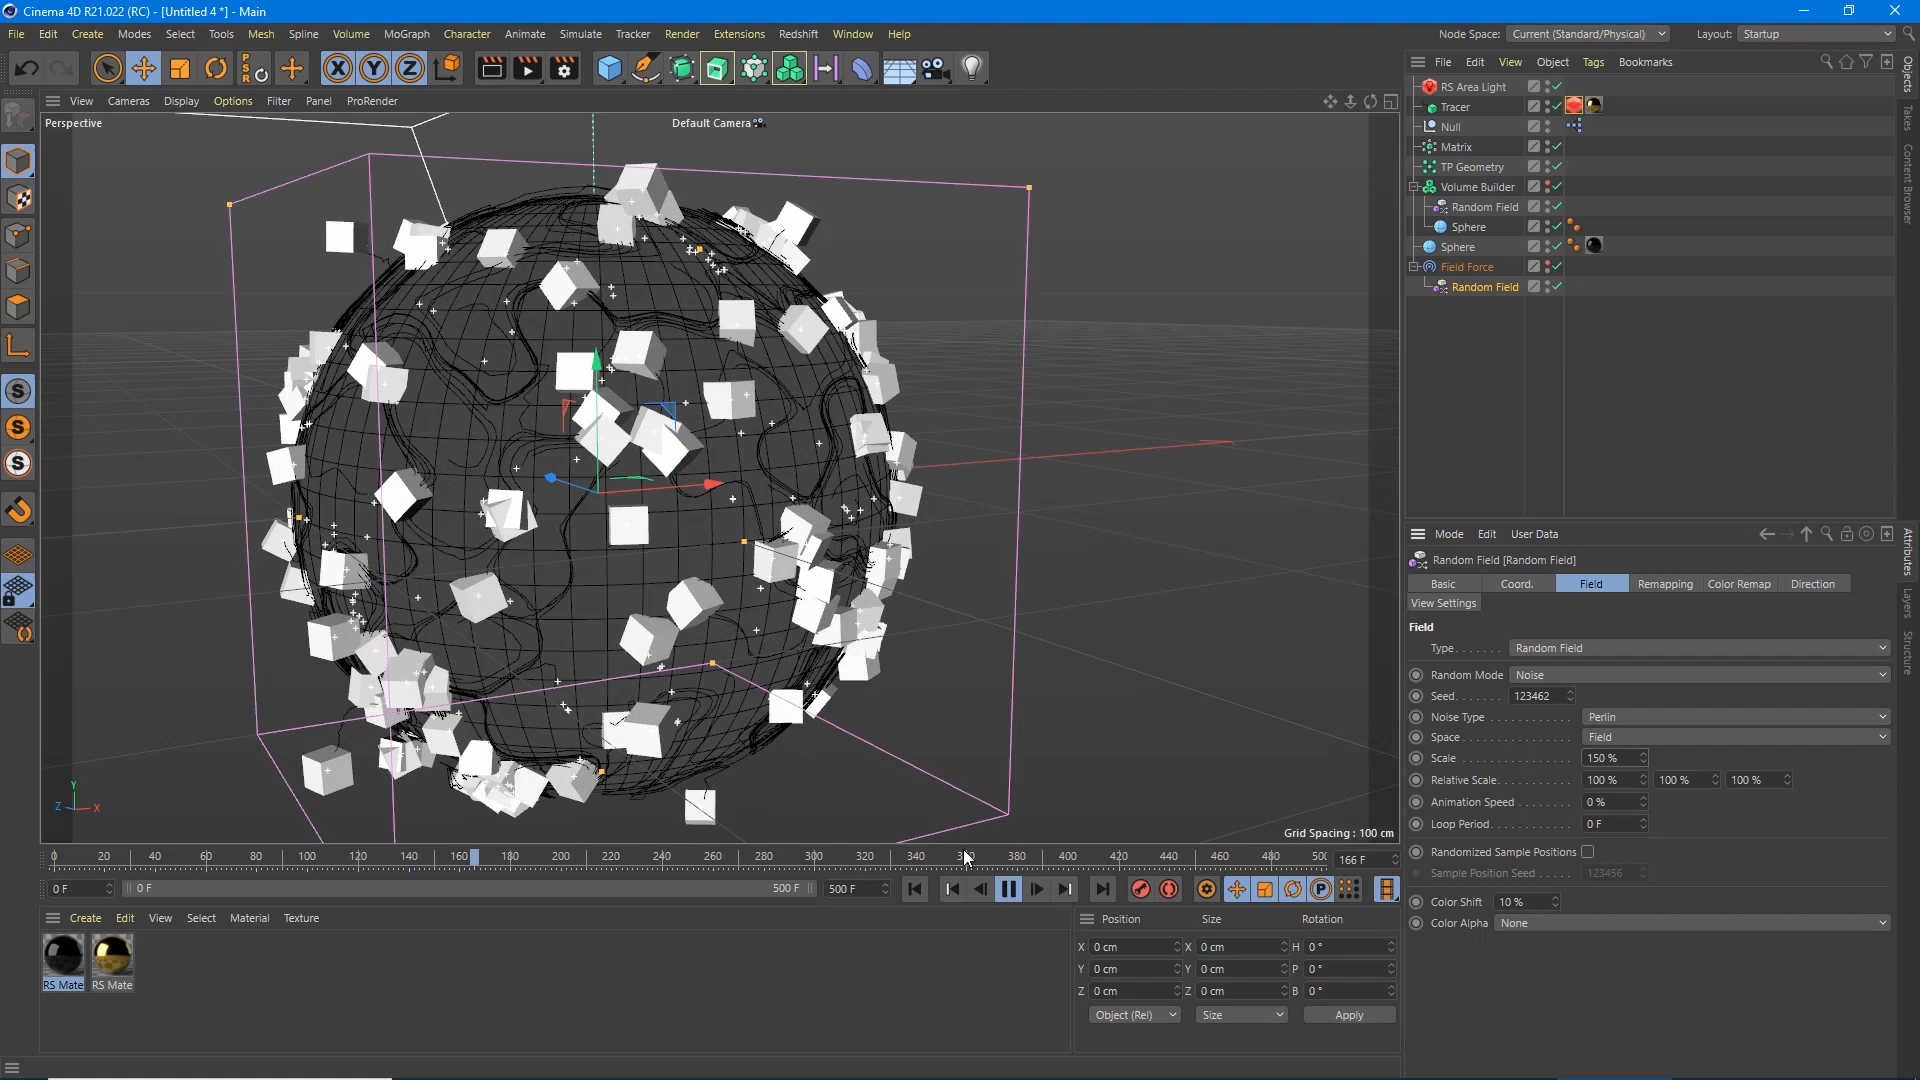 Cinema 4D R21.022 (RC) - [Untitled 4 *] - Main
File Edit Create Modes Select Tools Mesh Spline Volume MoGraph Character Animate Simulate Tracker Render Extensions Redshift Window Help
Node Space: Current (Standard/Physical) Layout: Startup
X Y Z
P S R
View Cameras Display Options Filter Panel ProRender
Perspective
Default Camera
Grid Spacing : 100 cm
Y
Z X
File Edit View Object Tags Bookmarks
RS Area Light
Tracer
Null
Matrix
TP Geometry
Volume Builder
Random Field
Sphere
Sphere
Field Force
Random Field
Objects
Takes
Content Browser
Mode Edit User Data
Random Field [Random Field]
Basic Coord. Field Remapping Color Remap Direction
View Settings
Field
Type Random Field
Random Mode Noise
Seed 123462
Noise Type Perlin
Space Field
Scale 150 %
Relative Scale 100 % 100 % 100 %
Animation Speed 0 %
Loop Period 0 F
Randomized Sample Positions
Sample Position Seed 123456
Color Shift 10 %
Color Alpha None
Attributes
Layers
Structure
0 20 40 60 80 100 120 140 160 180 200 220 240 260 280 300 320 340 380 400 420 440 460 480 166 F
0 F 0 F 500 F 500 F
P
Create Edit View Select Material Texture
RS Mate RS Mate
Position Size Rotation
X 0 cm X 0 cm H 0 °
Y 0 cm Y 0 cm P 0 °
Z 0 cm Z 0 cm B 0 °
Object (Rel) Size Apply